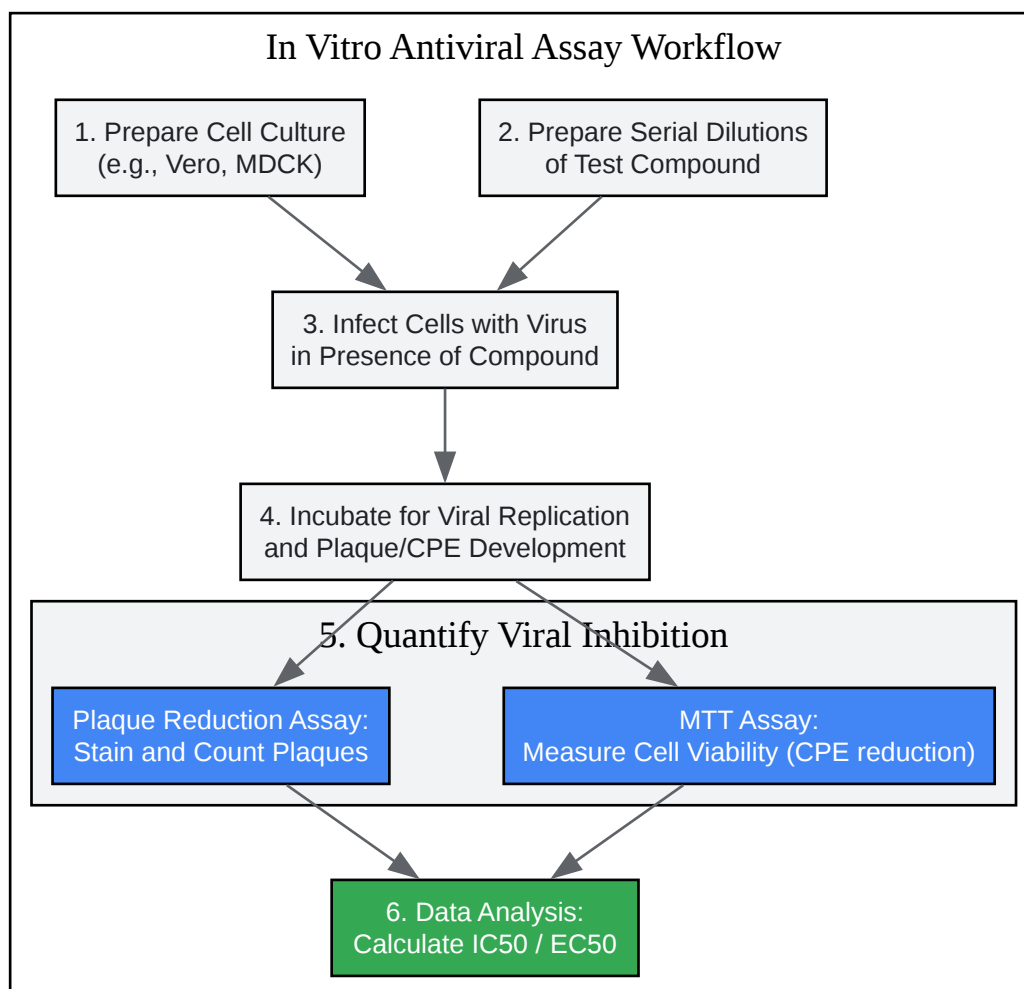 In Vitro Antiviral Assay Workflow
1. Prepare Cell Culture
(e.g., Vero, MDCK)
2. Prepare Serial Dilutions
of Test Compound
3. Infect Cells with Virus
in Presence of Compound
4. Incubate for Viral Replication
and Plaque/CPE Development
5. Quantify Viral Inhibition
Plaque Reduction Assay:
Stain and Count Plaques
MTT Assay:
Measure Cell Viability (CPE reduction)
6. Data Analysis:
Calculate IC50 / EC50